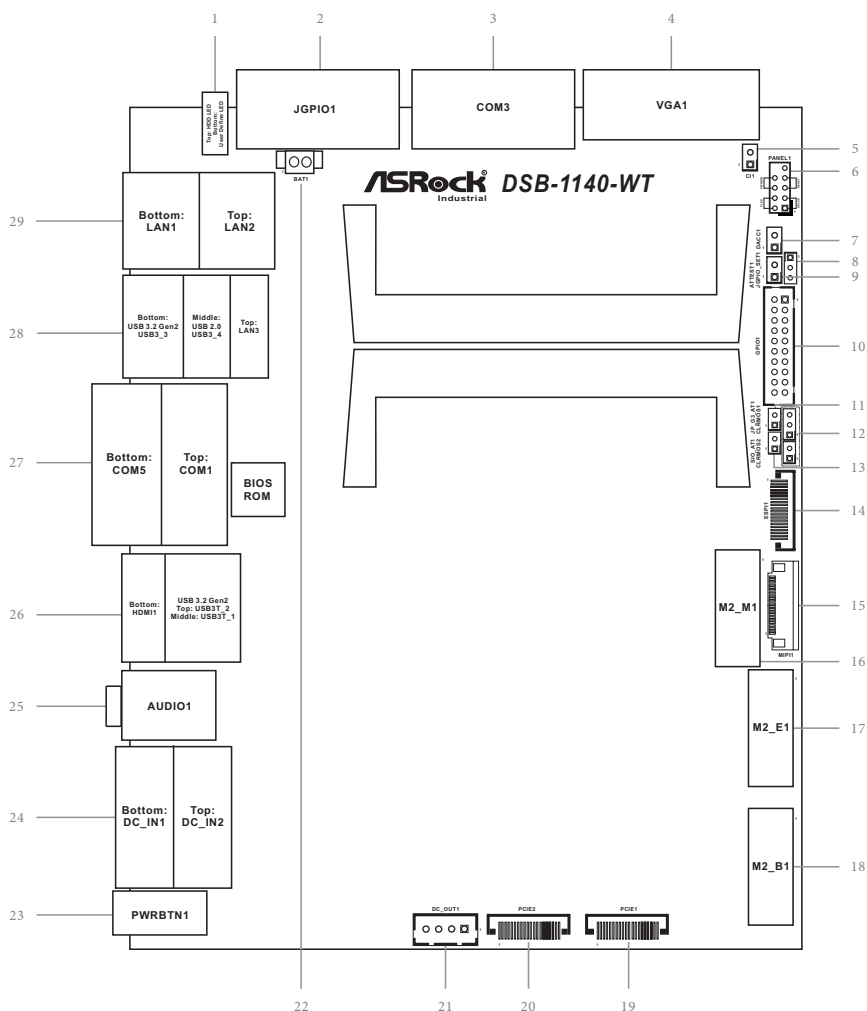 1
2
3
4
Top: HDD LED
Bottom:
User Define LED
JGPIO1
COM3
VGA1
5
CI1
PANEL1
6
BAT1
ASRock
Industrial
DSB-1140-WT
29
Bottom:
LAN1
Top:
LAN2
DACC1
7
ATTEST1
JGPIO_SET1
8
9
28
Bottom:
USB 3.2 Gen2
USB3_3
Middle:
USB 2.0
USB3_4
Top:
LAN3
GPIO1
10
11
27
Bottom:
COM5
Top:
COM1
BIOS
ROM
JP_G3_AT1
CLRMOS1
12
SIO_AT1
CLRMOS2
13
ESPI1
14
26
Bottom:
HDMI1
USB 3.2 Gen2
Top: USB3T_2
Middle: USB3T_1
M2_M1
15
MIPI1
16
25
AUDIO1
M2_E1
17
24
Bottom:
DC_IN1
Top:
DC_IN2
M2_B1
18
23
PWRBTN1
DC_OUT1
PCIE2
PCIE1
22
21
20
19